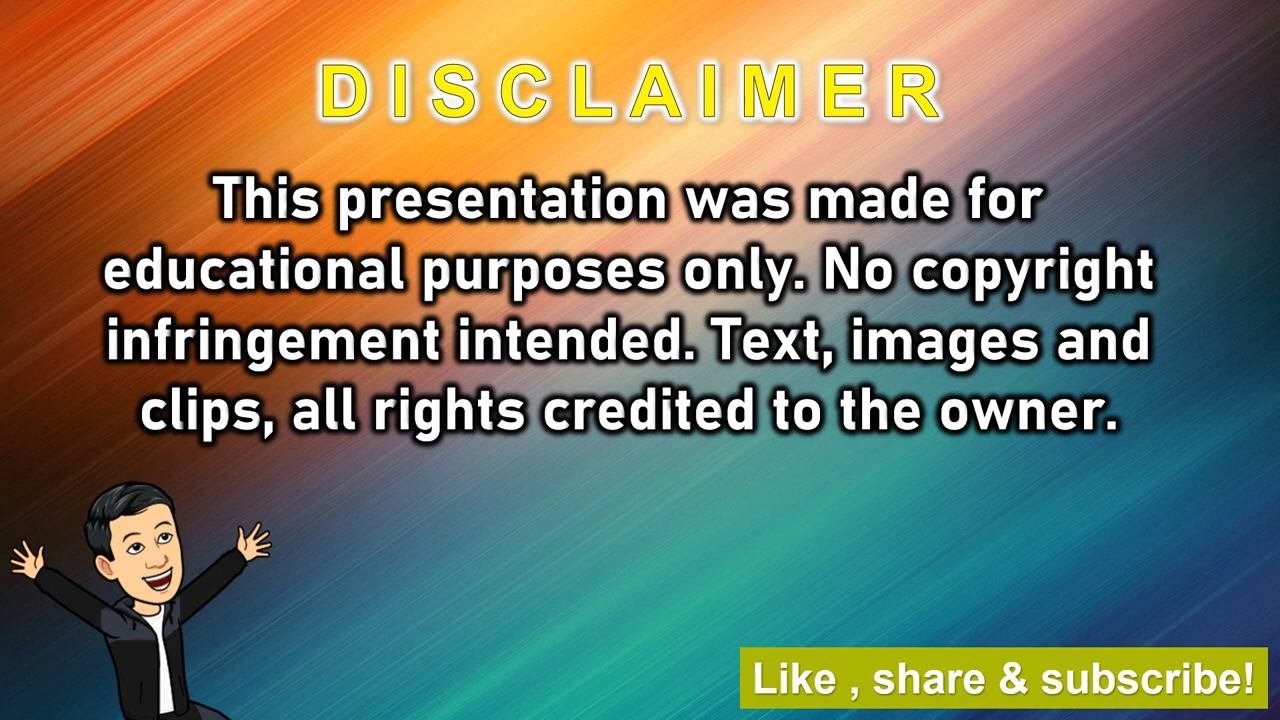 DISCLAIMER
This presentation was made for
educational purposes only. No copyright
infringement intended. Text, images and
clips, all rights credited to the owner.
Like , share & subscribe!